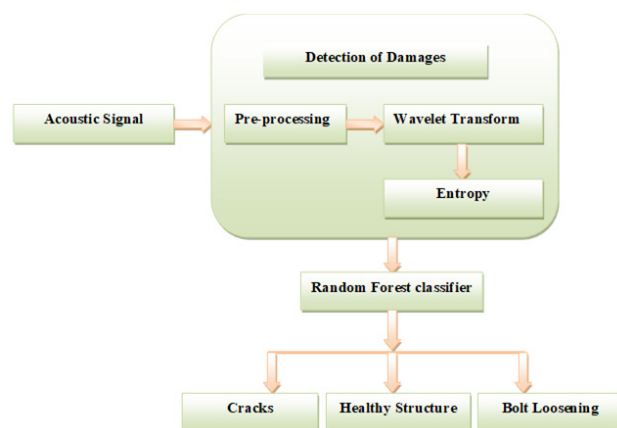 Detection of Damages
Acoustic Signal
Pre-processing
Wavelet Transform
Entropy
Random Forest classifier
Cracks
Healthy Structure
Bolt Loosening